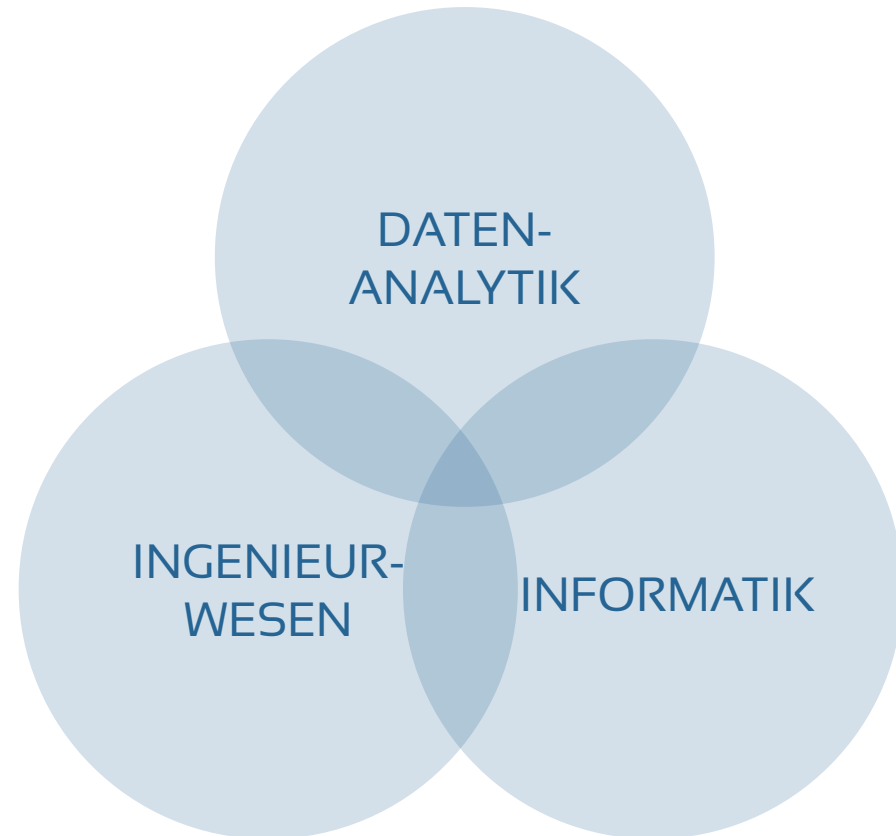 DATEN-
ANALYTIK
INGENIEUR-
WESEN
INFORMATIK